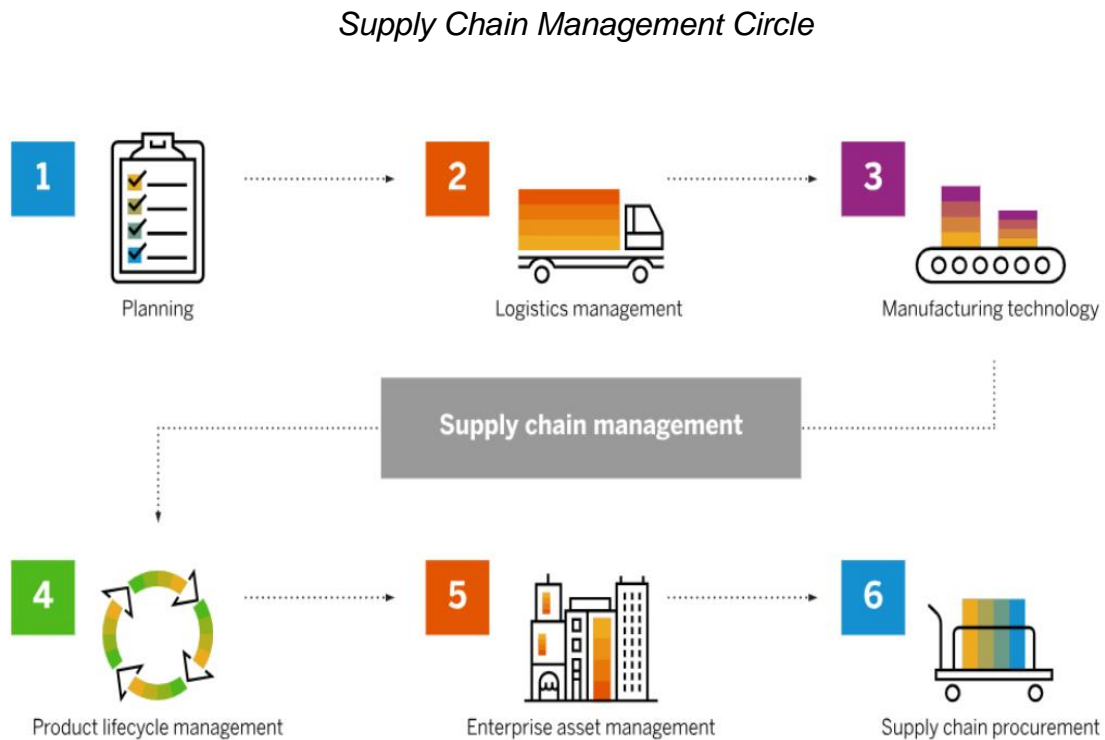 Supply Chain Management Circle
1
2
3
Planning
Logistics management
Manufacturing technology
Supply chain management
4
5
6
Product lifecycle management
Enterprise asset management
Supply chain procurement